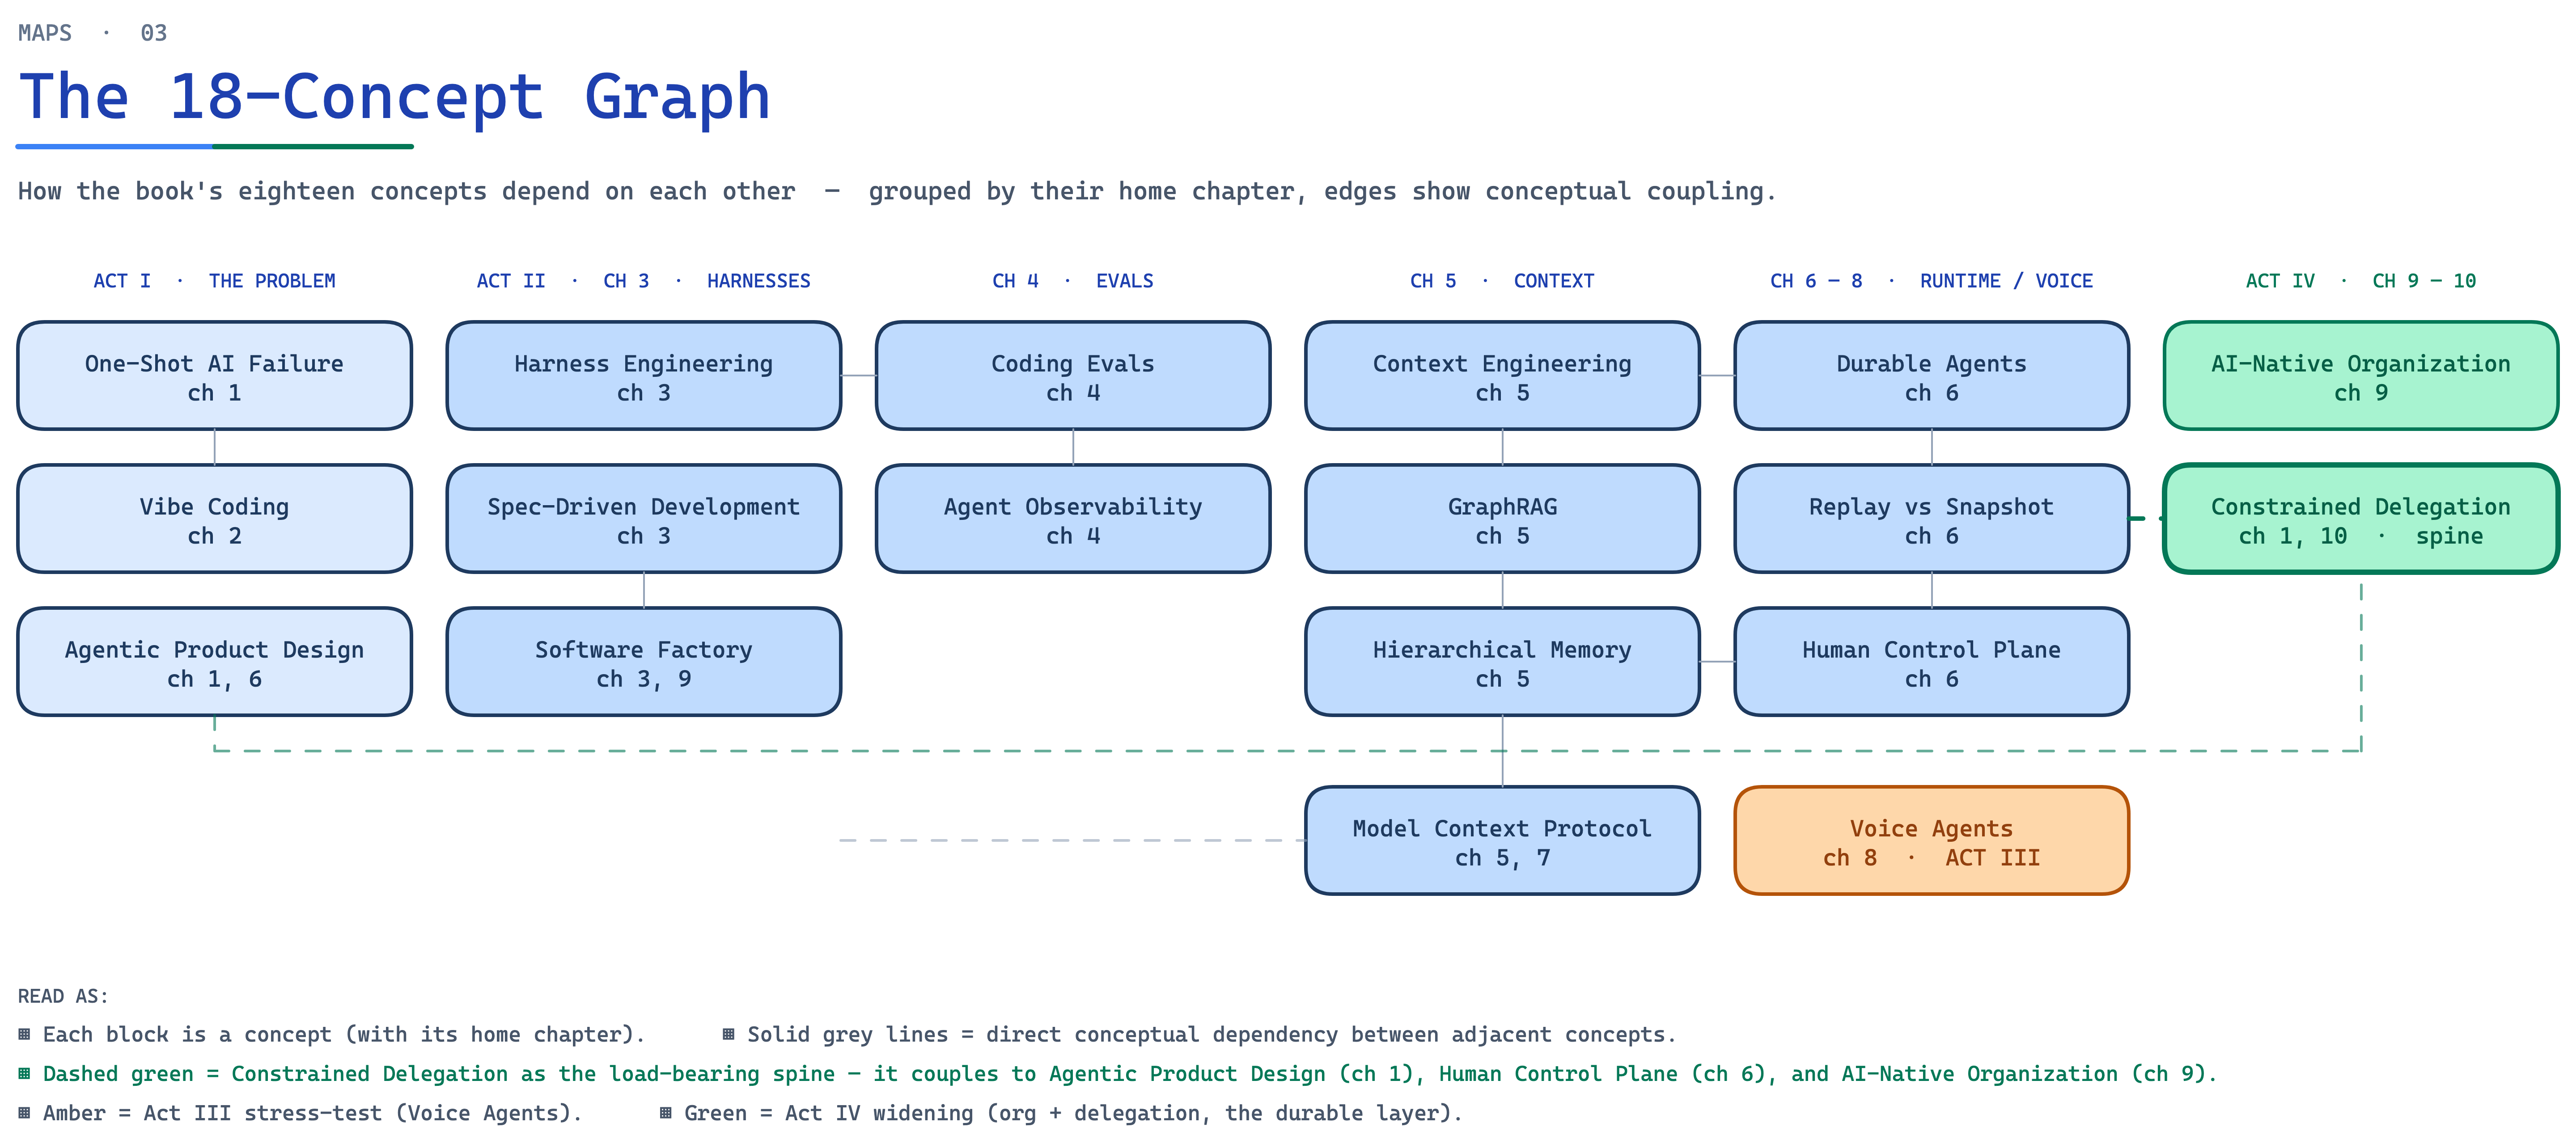 MAPS · 03
The 18-Concept Graph
How the book's eighteen concepts depend on each other — grouped by their home chapter, edges show conceptual coupling.
ACT I · THE PROBLEM
ACT II · CH 3 · HARNESSES
CH 4 · EVALS
CH 5 · CONTEXT
CH 6 – 8 · RUNTIME / VOICE
ACT IV · CH 9 – 10
One-Shot AI Failure
ch 1
Harness Engineering
ch 3
Coding Evals
ch 4
Context Engineering
ch 5
Durable Agents
ch 6
AI-Native Organization
ch 9
Vibe Coding
ch 2
Spec-Driven Development
ch 3
Agent Observability
ch 4
GraphRAG
ch 5
Replay vs Snapshot
ch 6
Constrained Delegation
ch 1, 10 · spine
Agentic Product Design
ch 1, 6
Software Factory
ch 3, 9
Hierarchical Memory
ch 5
Human Control Plane
ch 6
Model Context Protocol
ch 5, 7
Voice Agents
ch 8 · ACT III
READ AS:
Each block is a concept (with its home chapter).
Solid grey lines = direct conceptual dependency between adjacent concepts.
Dashed green = Constrained Delegation as the load-bearing spine — it couples to Agentic Product Design (ch 1), Human Control Plane (ch 6), and AI-Native Organization (ch 9).
Amber = Act III stress-test (Voice Agents).
Green = Act IV widening (org + delegation, the durable layer).